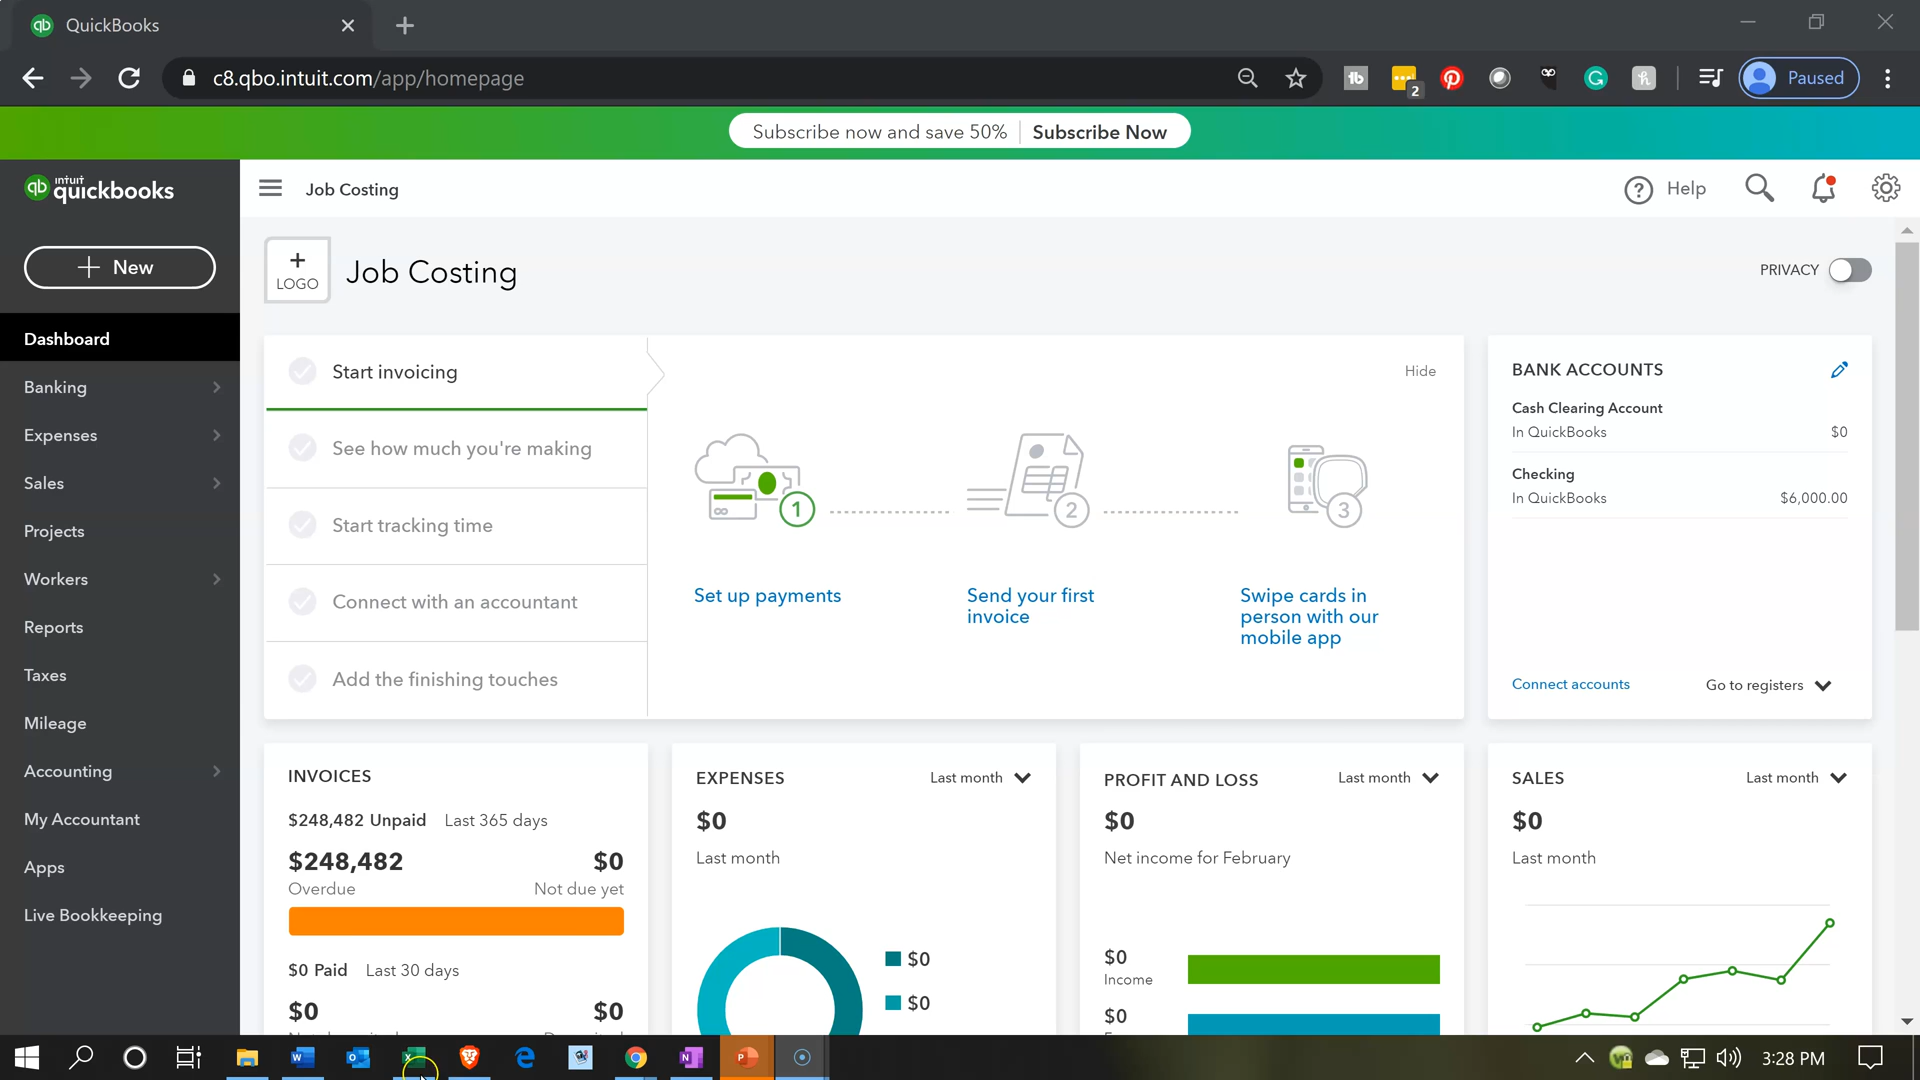 QuickBooks
c8.qbo.intuit.com/app/homepage
2
Paused
Subscribe now and save 50% Subscribe Now
intuit
quickbooks
Job Costing
Help
New
+
LOGO
Job Costing
PRIVACY
Dashboard
Banking
Expenses
Sales
Projects
Workers
Reports
Taxes
Mileage
Accounting
My Accountant
Apps
Live Bookkeeping
Start invoicing
See how much you're making
Start tracking time
Connect with an accountant
Add the finishing touches
Hide
1
2
3
Set up payments
Send your first
invoice
Swipe cards in
person with our
mobile app
BANK ACCOUNTS
Cash Clearing Account
In QuickBooks $0
Checking
In QuickBooks $6,000.00
Connect accounts Go to registers
INVOICES
$248,482 Unpaid Last 365 days
$248,482 $0
Overdue Not due yet
$0 Paid Last 30 days
$0 $0
EXPENSES Last month
$0
Last month
$0
$0
PROFIT AND LOSS Last month
$0
Net income for February
$0
Income
$0
SALES Last month
$0
Last month
3:28 PM